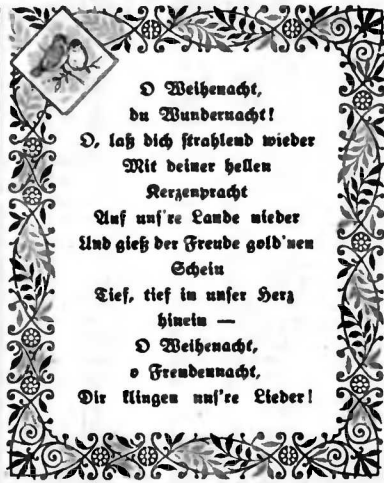 O Weihenacht,
du Wundernacht!
O, laß dich strahlend wieder
Mit deiner hellen
Kerzenpracht
Auf uns're Lande nieder
Und gieß der Freude gold'nen
Schein
Tief, tief in unser Herz
hinein —
O Weihenacht,
o Freudennacht,
Dir klingen uns're Lieder!